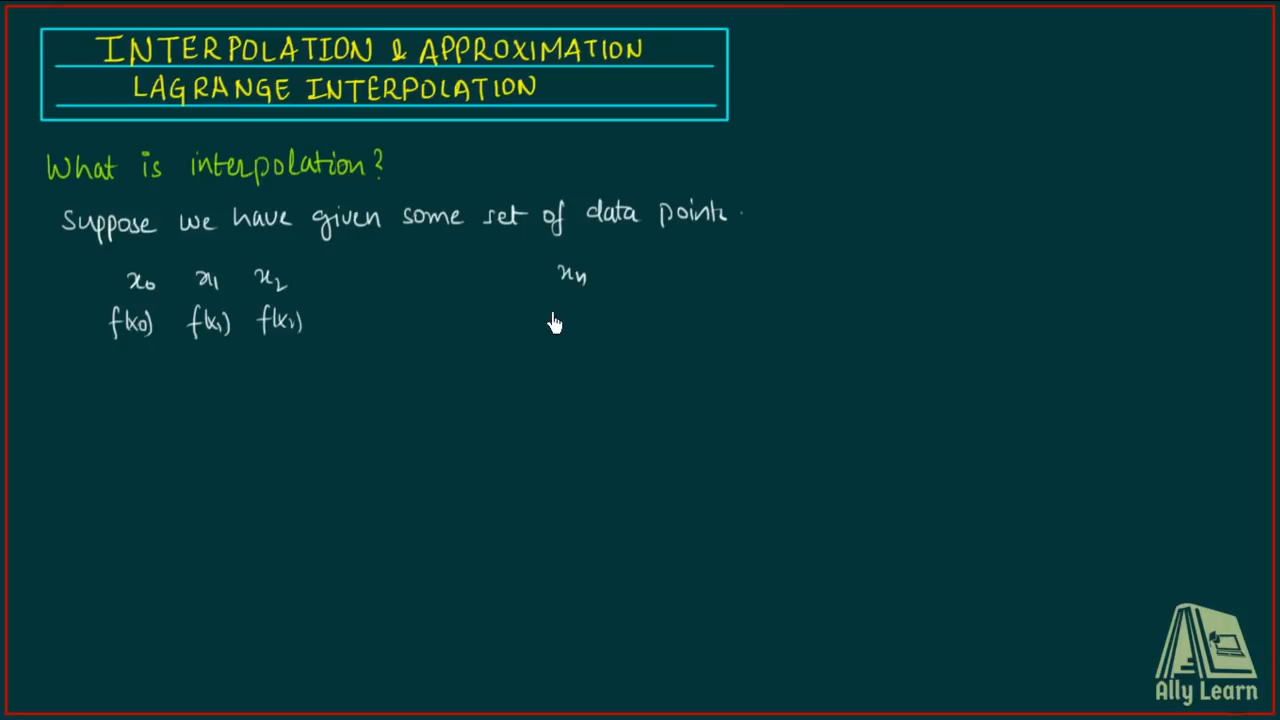 INTERPOLATION & APPROXIMATION
LAGRANGE INTERPOLATION
What is interpolation?
Suppose we have given some set of data points.
x₀ x₁ x₂ xₙ
f(x₀) f(x₁) f(x₂)
Ally Learn